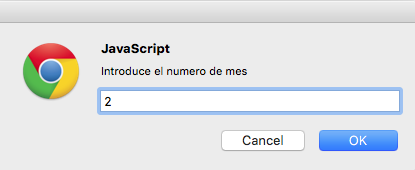 JavaScript
Introduce el numero de mes
2
Cancel
OK